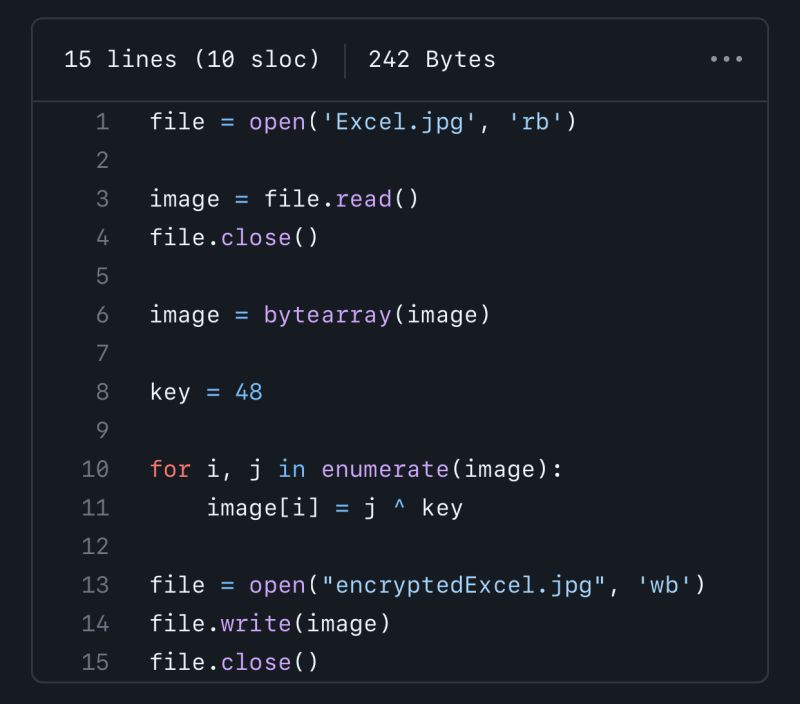 15 lines (10 sloc) 242 Bytes
1 file = open('Excel.jpg', 'rb')
2
3 image = file.read()
4 file.close()
5
6 image = bytearray(image)
7
8 key = 48
9
10 for i, j in enumerate(image):
11     image[i] = j ^ key
12
13 file = open("encryptedExcel.jpg", 'wb')
14 file.write(image)
15 file.close()